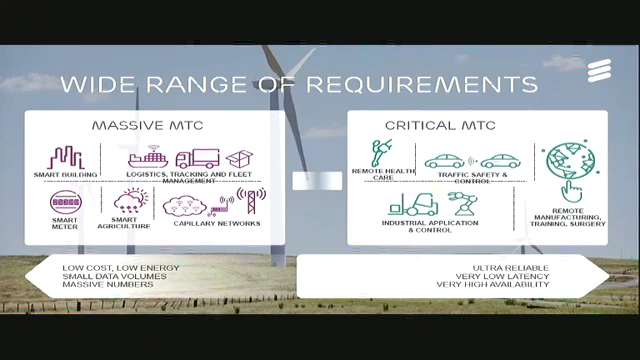 WIDE RANGE OF REQUIREMENTS
MASSIVE MTC
SMART BUILDING
LOGISTICS, TRACKING AND FLEET
MANAGEMENT
SMART
METER
SMART
AGRICULTURE
CAPILLARY NETWORKS
CRITICAL MTC
REMOTE HEALTH
CARE
TRAFFIC SAFETY &
CONTROL
INDUSTRIAL APPLICATION
& CONTROL
REMOTE
MANUFACTURING,
TRAINING, SURGERY
LOW COST, LOW ENERGY
SMALL DATA VOLUMES
MASSIVE NUMBERS
ULTRA RELIABLE
VERY LOW LATENCY
VERY HIGH AVAILABILITY